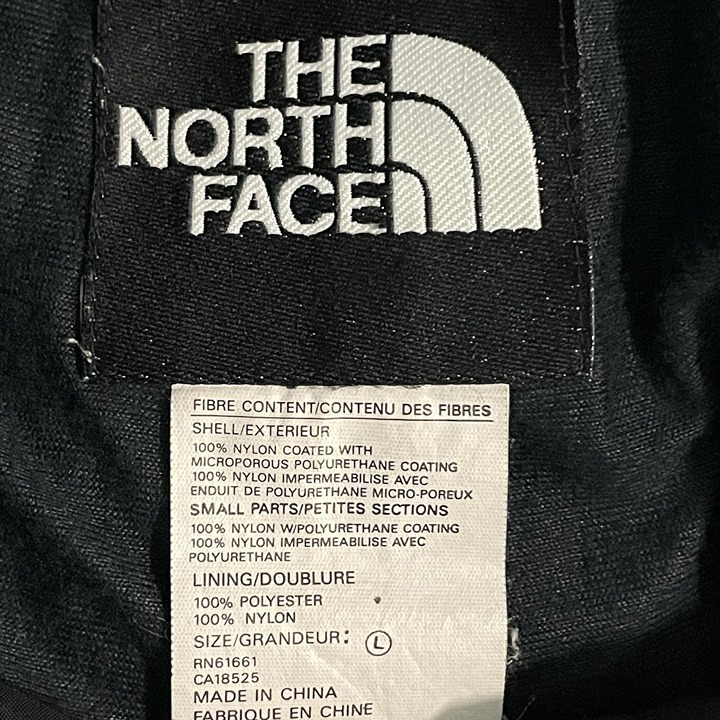 THE
NORTH
FACE
FIBRE CONTENT/CONTENU DES FIBRES
SHELL/EXTERIEUR
100% NYLON COATED WITH
MICROPOROUS POLYURETHANE COATING
100% NYLON IMPERMEABILISE AVEC
ENDUIT DE POLYURETHANE MICRO-POREUX
SMALL PARTS/PETITES SECTIONS
100% NYLON W/POLYURETHANE COATING
100% NYLON IMPERMEABILISE AVEC
POLYURETHANE
LINING/DOUBLURE
100% POLYESTER
100% NYLON
SIZE/GRANDEUR: L
RN61661
CA18525
MADE IN CHINA
FABRIQUE EN CHINE